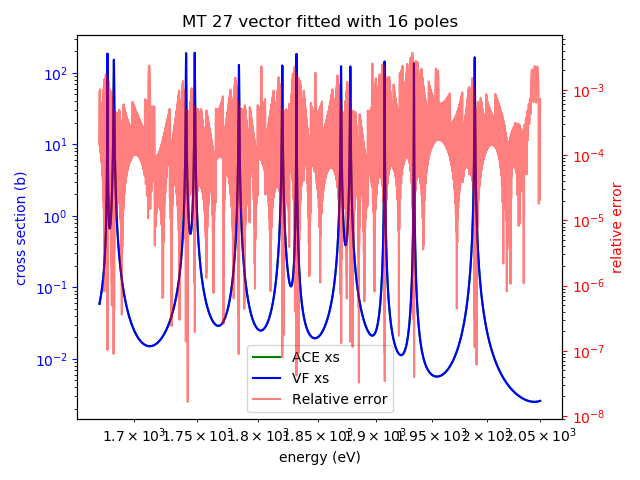 MT 27 vector fitted with 16 poles
10²
10¹
10⁰
10⁻¹
10⁻²
cross section (b)
10⁻³
10⁻⁴
10⁻⁵
10⁻⁶
10⁻⁷
10⁻⁸
relative error
ACE xs
VF xs
Relative error
1.7 × 10³ 1.75 × 10³ 1.8 × 10³ 1.85 × 10³ 1.9 × 10³ 1.95 × 10³ 2 × 10³ 2.05 × 10³
energy (eV)